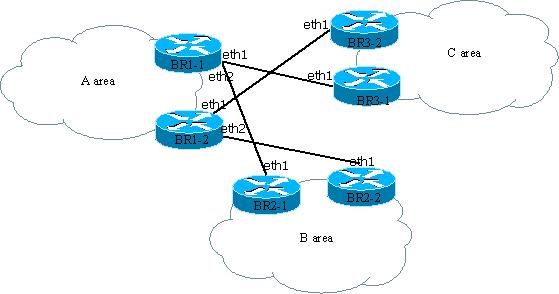 eth1
BR3-2
BR1-1
eth1
C area
eth2
eth1
A area
BR3-1
eth1
BR1-2
eth2
eth1
eth1
BR2-1
BR2-2
B area